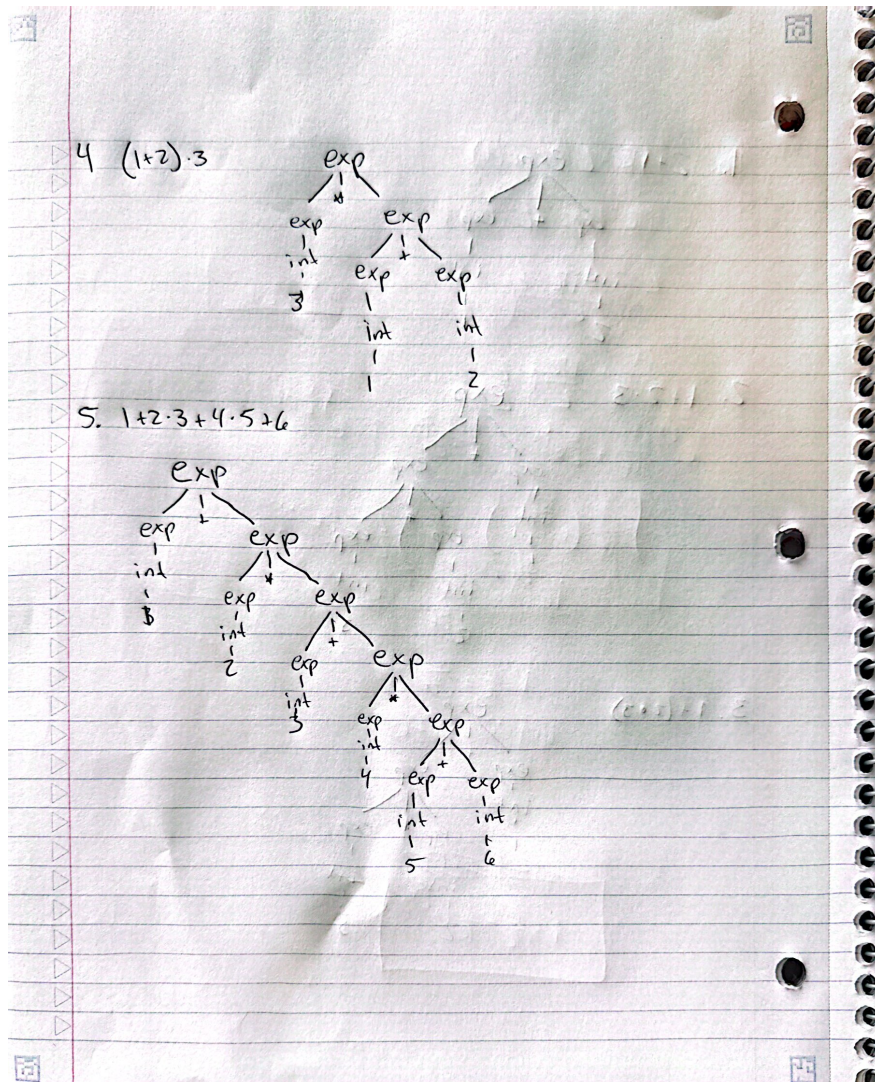 4 (1+2)·3
exp
*
exp exp
int +
3 exp exp
int int
1 2
5. 1+2·3+4·5+6
exp
+
exp exp
int *
exp exp
int +
2 exp exp
int *
3 exp exp
int +
4 exp exp
int int
5 6